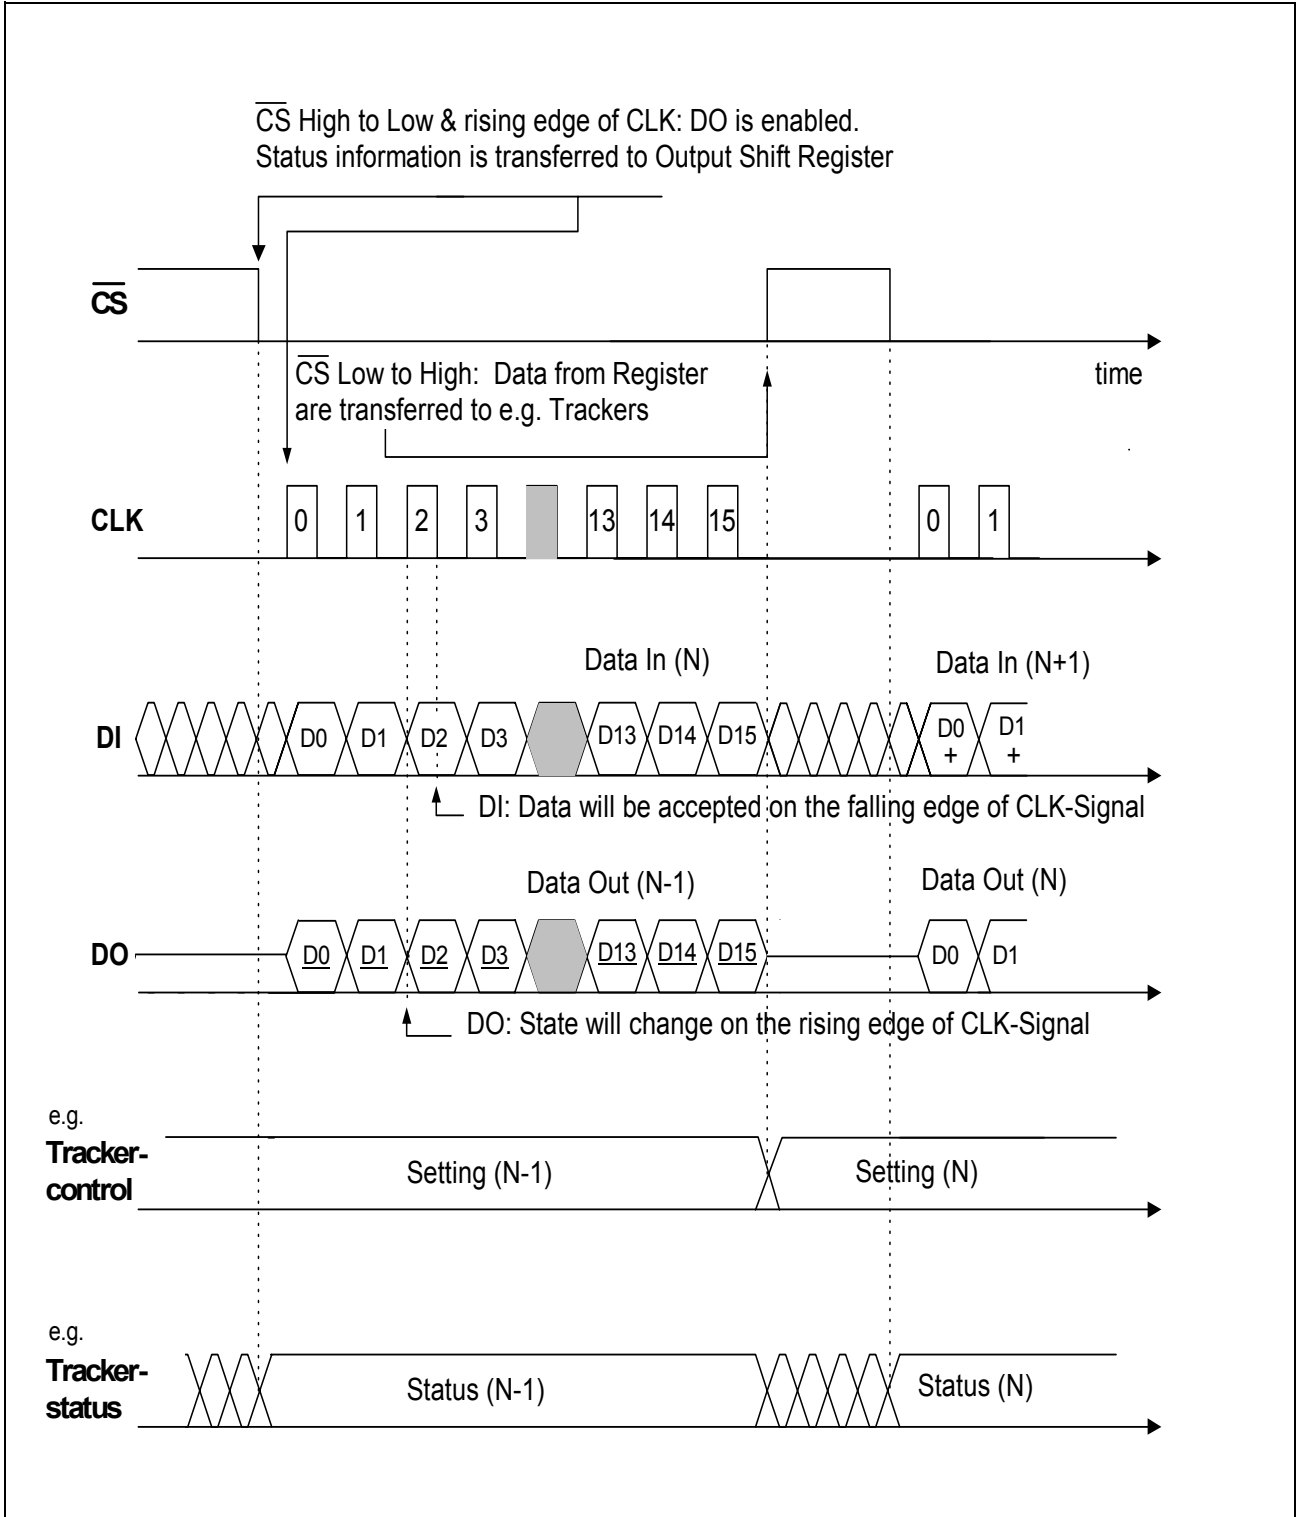 CS High to Low & rising edge of CLK: DO is enabled.
Status information is transferred to Output Shift Register
CS
CS Low to High: Data from Register
are transferred to e.g. Trackers
time
CLK
0 1 2 3 13 14 15 0 1
Data In (N) Data In (N+1)
DI
D0 D1 D2 D3 D13 D14 D15 D0 + D1 +
DI: Data will be accepted on the falling edge of CLK-Signal
Data Out (N-1) Data Out (N)
DO
D0 D1 D2 D3 D13 D14 D15 D0 D1
DO: State will change on the rising edge of CLK-Signal
e.g.
Tracker-
control
Setting (N-1) Setting (N)
e.g.
Tracker-
status
Status (N-1) Status (N)